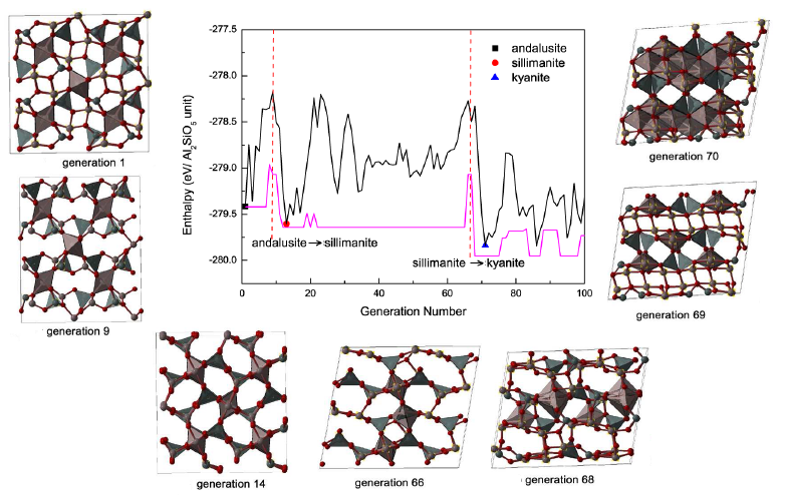 -277.5
-278.0
-278.5
-279.0
-279.5
-280.0
Enthalpy (eV/ Al₂SiO₅ unit)
andalusite
sillimanite
kyanite
andalusite → sillimanite
sillimanite → kyanite
0 20 40 60 80 100
Generation Number
generation 1
generation 9
generation 14
generation 66
generation 68
generation 69
generation 70